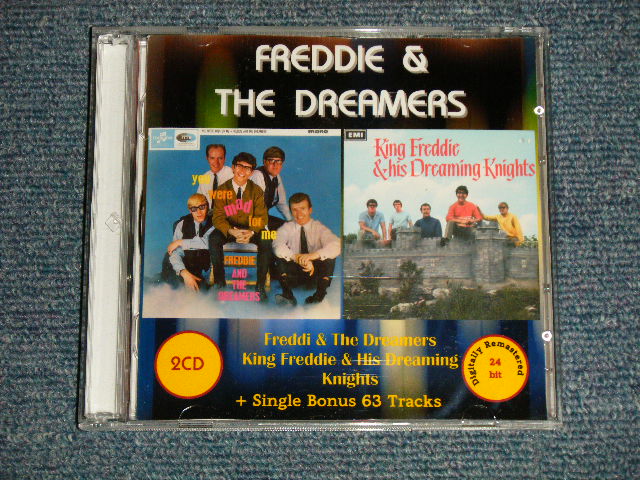 FREDDIE &
THE DREAMERS
MONO
you
were
mad
for
me
FREDDIE
AND THE
DREAMERS
EMI
King Freddie
& his Dreaming Knights
2CD
Freddi & The Dreamers
King Freddie & His Dreaming
Knights
+ Single Bonus 63 Tracks
Digitally Remastered
24
bit